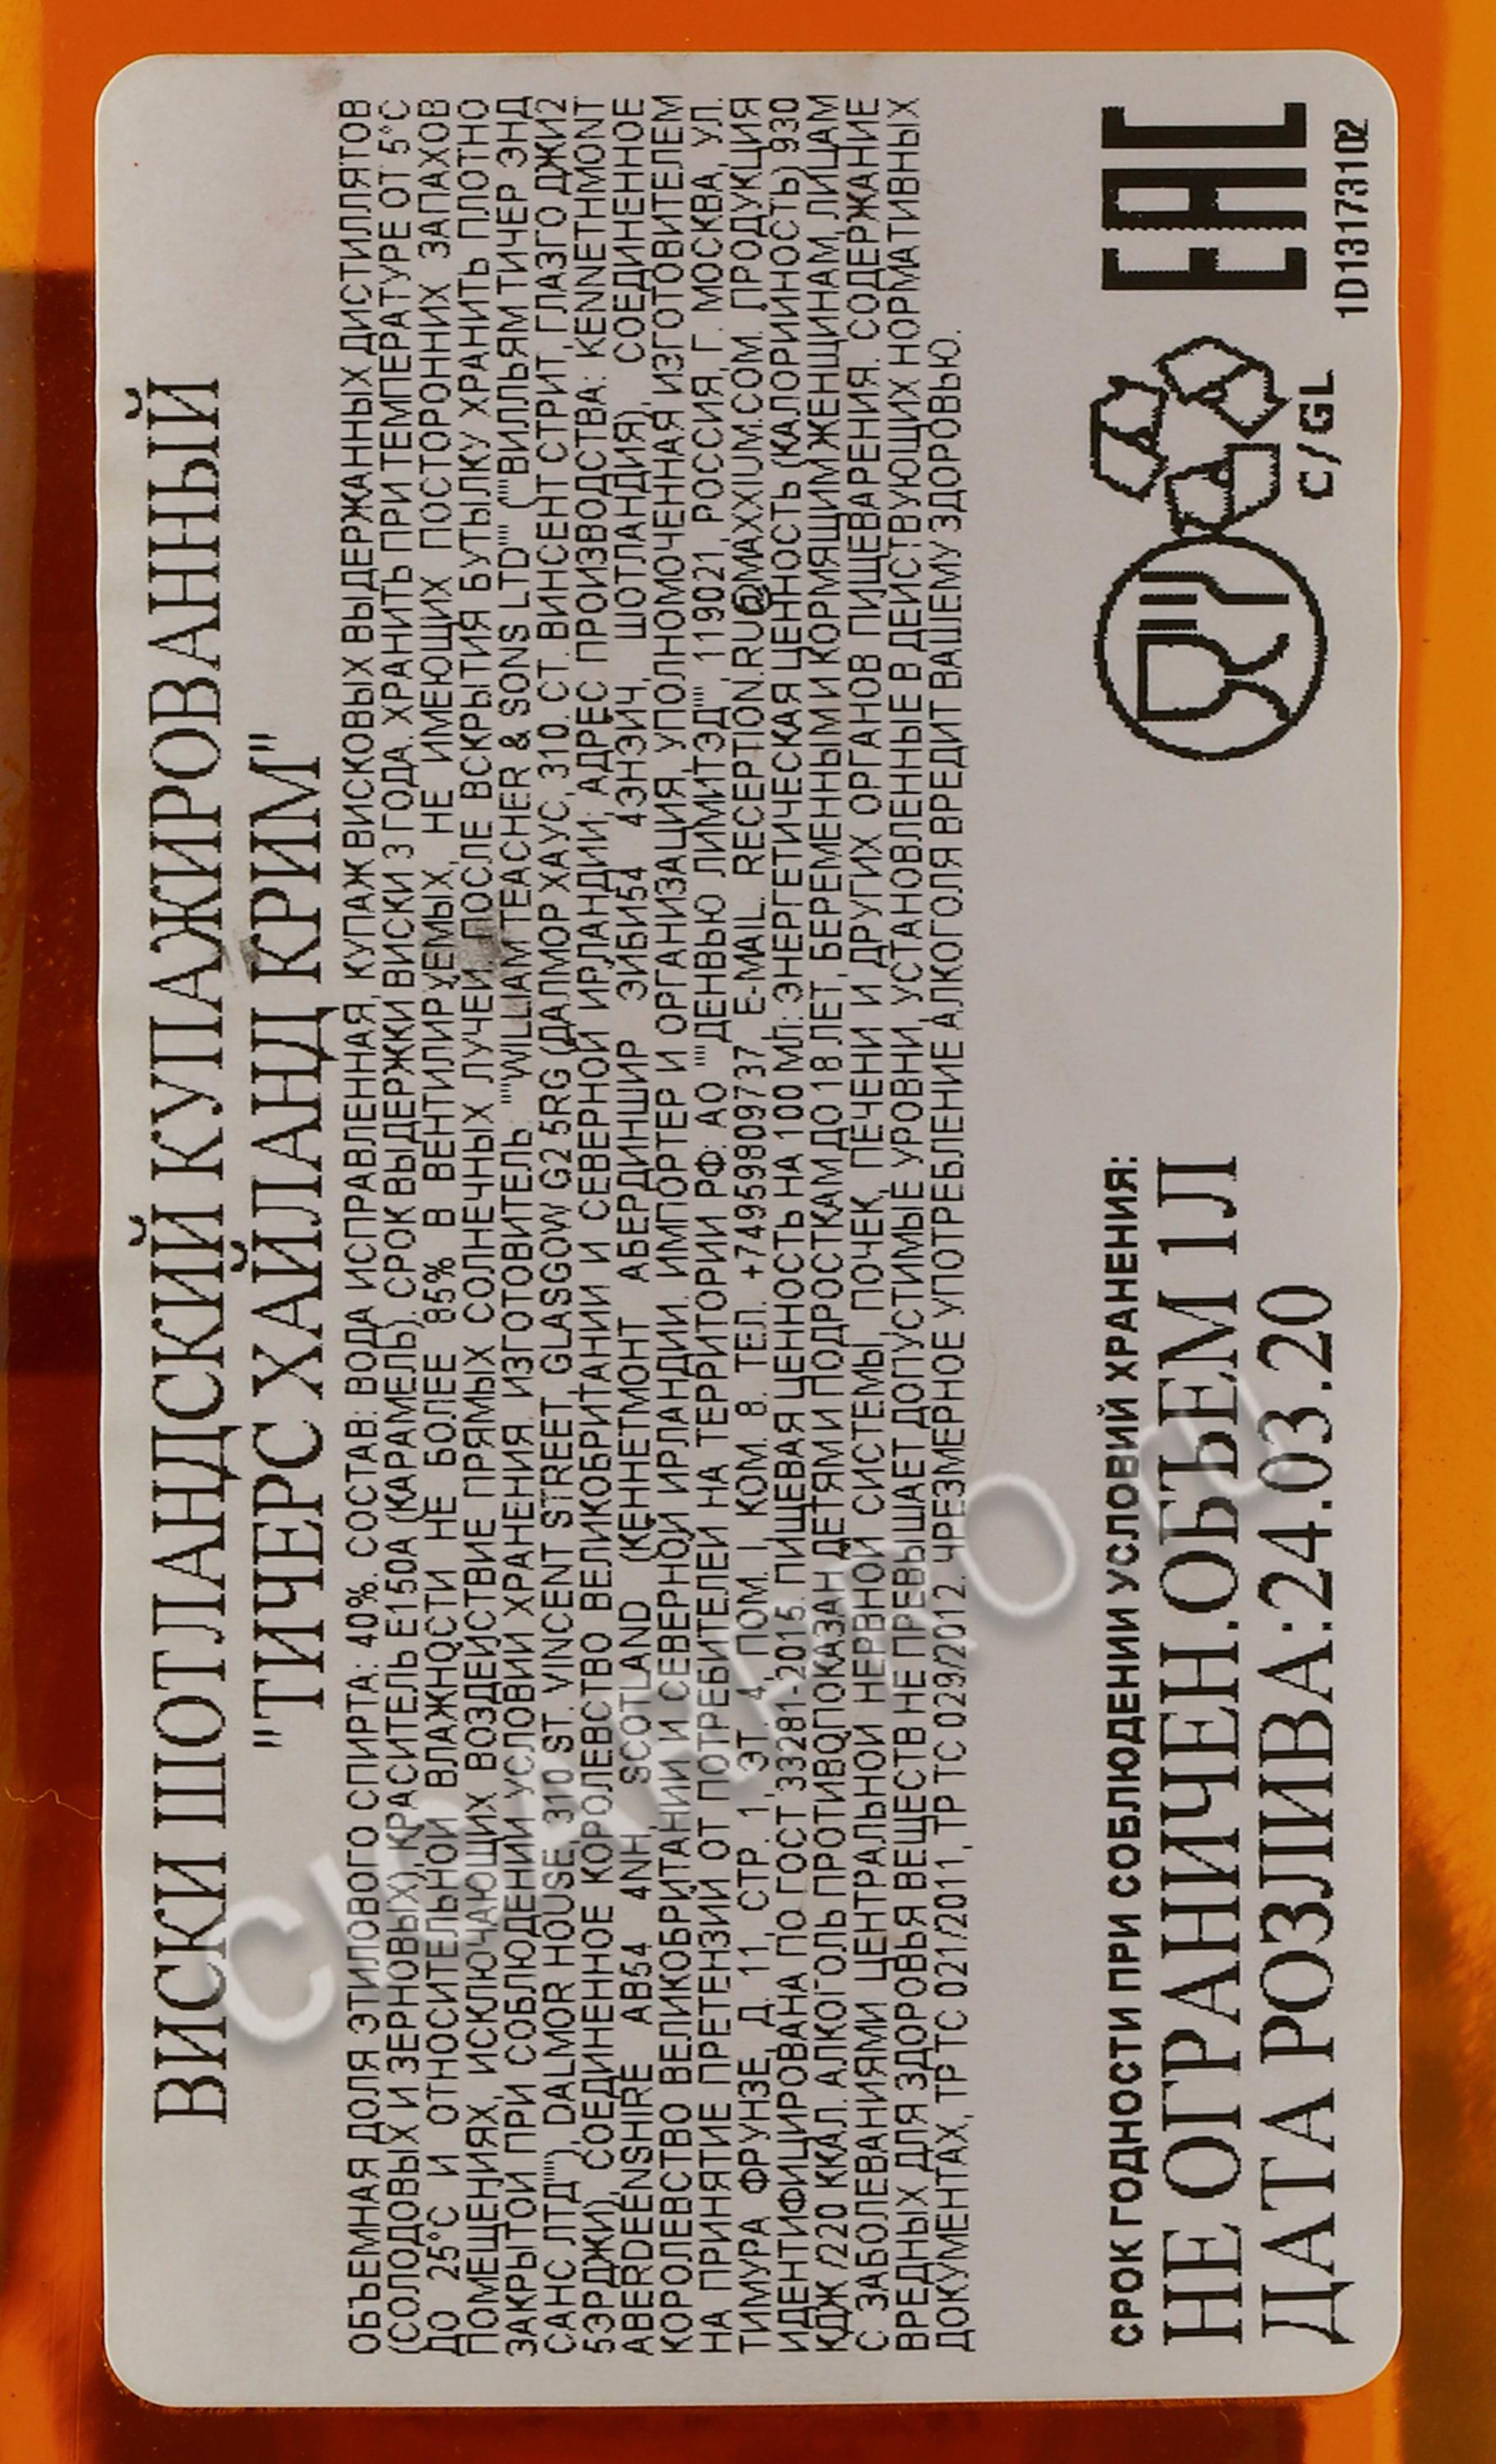 ВИСКИ ШОТЛАНДСКИЙ КУПАЖИРОВАННЫЙ
"ТИЧЕРС ХАЙЛАНД КРИМ"
ОБЪЕМНАЯ ДОЛЯ ЭТИЛОВОГО СПИРТА: 40%. СОСТАВ: ВОДА ИСПРАВЛЕННАЯ, КУПАЖ ВИСКОВЫХ ВЫДЕРЖАННЫХ ДИСТИЛЛЯТОВ
(СОЛОДОВЫХ И ЗЕРНОВЫХ), КРАСИТЕЛЬ Е150А (КАРАМЕЛЬ). СРОК ВЫДЕРЖКИ ВИСКИ 3 ГОДА. ХРАНИТЬ ПРИ ТЕМПЕРАТУРЕ ОТ 5°С
ДО 25°С И ОТНОСИТЕЛЬНОЙ ВЛАЖНОСТИ НЕ БОЛЕЕ 85% В ВЕНТИЛИРУЕМЫХ, НЕ ИМЕЮЩИХ ПОСТОРОННИХ ЗАПАХОВ
ПОМЕЩЕНИЯХ, ИСКЛЮЧАЮЩИХ ВОЗДЕЙСТВИЕ ПРЯМЫХ СОЛНЕЧНЫХ ЛУЧЕЙ. ПОСЛЕ ВСКРЫТИЯ БУТЫЛКУ ХРАНИТЬ ПЛОТНО
ЗАКРЫТОЙ ПРИ СОБЛЮДЕНИИ УСЛОВИЙ ХРАНЕНИЯ. ИЗГОТОВИТЕЛЬ: ""WILLIAM TEACHER & SONS LTD"" (""ВИЛЛЬЯМ ТИЧЕР ЭНД
САНС ЛТД""), DALMOR HOUSE, 310 ST. VINCENT STREET, GLASGOW G2 5RG (ДАЛМОР ХАУС, 310, СТ. ВИНСЕНТ СТРИТ, ГЛАЗГО ДЖИ2
5ЭРДЖИ), СОЕДИНЕННОЕ КОРОЛЕВСТВО ВЕЛИКОБРИТАНИИ И СЕВЕРНОЙ ИРЛАНДИИ; АДРЕС ПРОИЗВОДСТВА: KENNETHMONT
ABERDEENSHIRE AB54 4NH, SCOTLAND (КЕННЕТМОНТ АБЕРДИНШИР ЭЙБИ54 4ЭНЭЙЧ, ШОТЛАНДИЯ), СОЕДИНЕННОЕ
КОРОЛЕВСТВО ВЕЛИКОБРИТАНИИ И СЕВЕРНОЙ ИРЛАНДИИ. ИМПОРТЕР И ОРГАНИЗАЦИЯ, УПОЛНОМОЧЕННАЯ ИЗГОТОВИТЕЛЕМ
НА ПРИНЯТИЕ ПРЕТЕНЗИЙ ОТ ПОТРЕБИТЕЛЕЙ НА ТЕРРИТОРИИ РФ: АО ""ДЕНВЬЮ ЛИМИТЭД"", 119021, РОССИЯ, Г. МОСКВА, УЛ.
ТИМУРА ФРУНЗЕ, Д. 11, СТР. 1, ЭТ. 4, ПОМ. I, КОМ. 8. ТЕЛ. +74959809737, E-MAIL. RECEPTION.RU@MAXXIUM.COM. ПРОДУКЦИЯ
ИДЕНТИФИЦИРОВАНА ПО ГОСТ 33281-2015. ПИЩЕВАЯ ЦЕННОСТЬ НА 100 МЛ: ЭНЕРГЕТИЧЕСКАЯ ЦЕННОСТЬ (КАЛОРИЙНОСТЬ) 930
КДЖ /220 ККАЛ. АЛКОГОЛЬ ПРОТИВОПОКАЗАН ДЕТЯМ И ПОДРОСТКАМ ДО 18 ЛЕТ, БЕРЕМЕННЫМ И КОРМЯЩИМ ЖЕНЩИНАМ, ЛИЦАМ
С ЗАБОЛЕВАНИЯМИ ЦЕНТРАЛЬНОЙ НЕРВНОЙ СИСТЕМЫ, ПОЧЕК, ПЕЧЕНИ И ДРУГИХ ОРГАНОВ ПИЩЕВАРЕНИЯ. СОДЕРЖАНИЕ
ВРЕДНЫХ ДЛЯ ЗДОРОВЬЯ ВЕЩЕСТВ НЕ ПРЕВЫШАЕТ ДОПУСТИМЫЕ УРОВНИ, УСТАНОВЛЕННЫЕ В ДЕЙСТВУЮЩИХ НОРМАТИВНЫХ
ДОКУМЕНТАХ, ТР ТС 021/2011, ТР ТС 029/2012. ЧРЕЗМЕРНОЕ УПОТРЕБЛЕНИЕ АЛКОГОЛЯ ВРЕДИТ ВАШЕМУ ЗДОРОВЬЮ.
СРОК ГОДНОСТИ ПРИ СОБЛЮДЕНИИ УСЛОВИЙ ХРАНЕНИЯ:
НЕ ОГРАНИЧЕН.ОБЪЕМ 1Л
ДАТА РОЗЛИВА:24.03.20
C/GL
EAC
1D13173102
CIGARPRO.ru